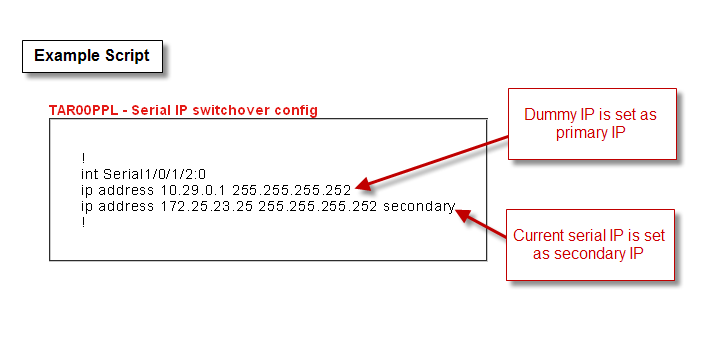 Example Script
TAR00PPL - Serial IP switchover config
!
int Serial1/0/1/2:0
ip address 10.29.0.1 255.255.255.252
ip address 172.25.23.25 255.255.255.252 secondary
!
Dummy IP is set as
primary IP
Current serial IP is set
as secondary IP